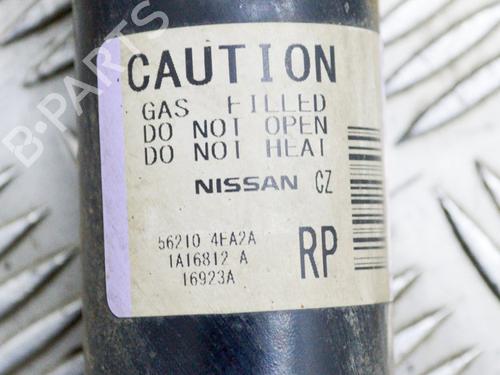 CAUTION
GAS FILLED
DO NOT OPEN
DO NOT HEAT
NISSAN CZ
56210 4EA2A
1A16812 A
16923A
RP
B-PARTS